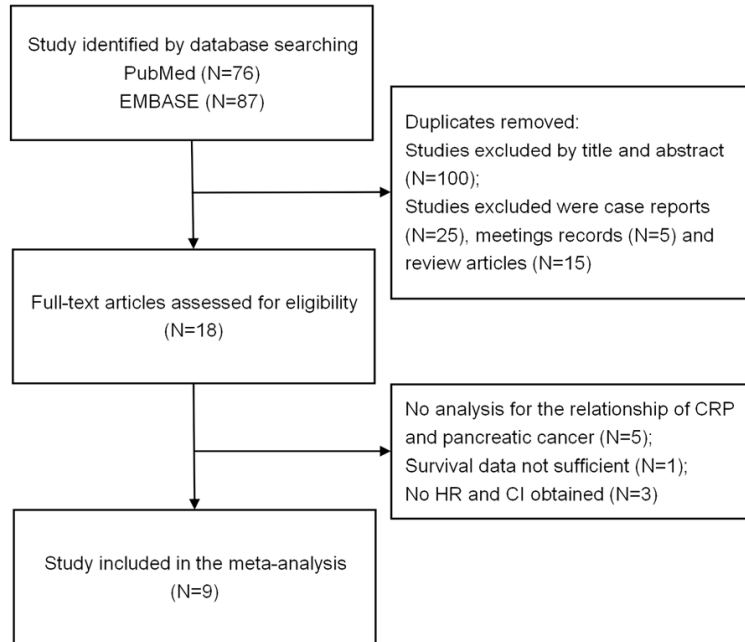 Study identified by database searching
PubMed (N=76)
EMBASE (N=87)
Duplicates removed:
Studies excluded by title and abstract
(N=100);
Studies excluded were case reports
(N=25), meetings records (N=5) and
review articles (N=15)
Full-text articles assessed for eligibility
(N=18)
No analysis for the relationship of CRP
and pancreatic cancer (N=5);
Survival data not sufficient (N=1);
No HR and CI obtained (N=3)
Study included in the meta-analysis
(N=9)